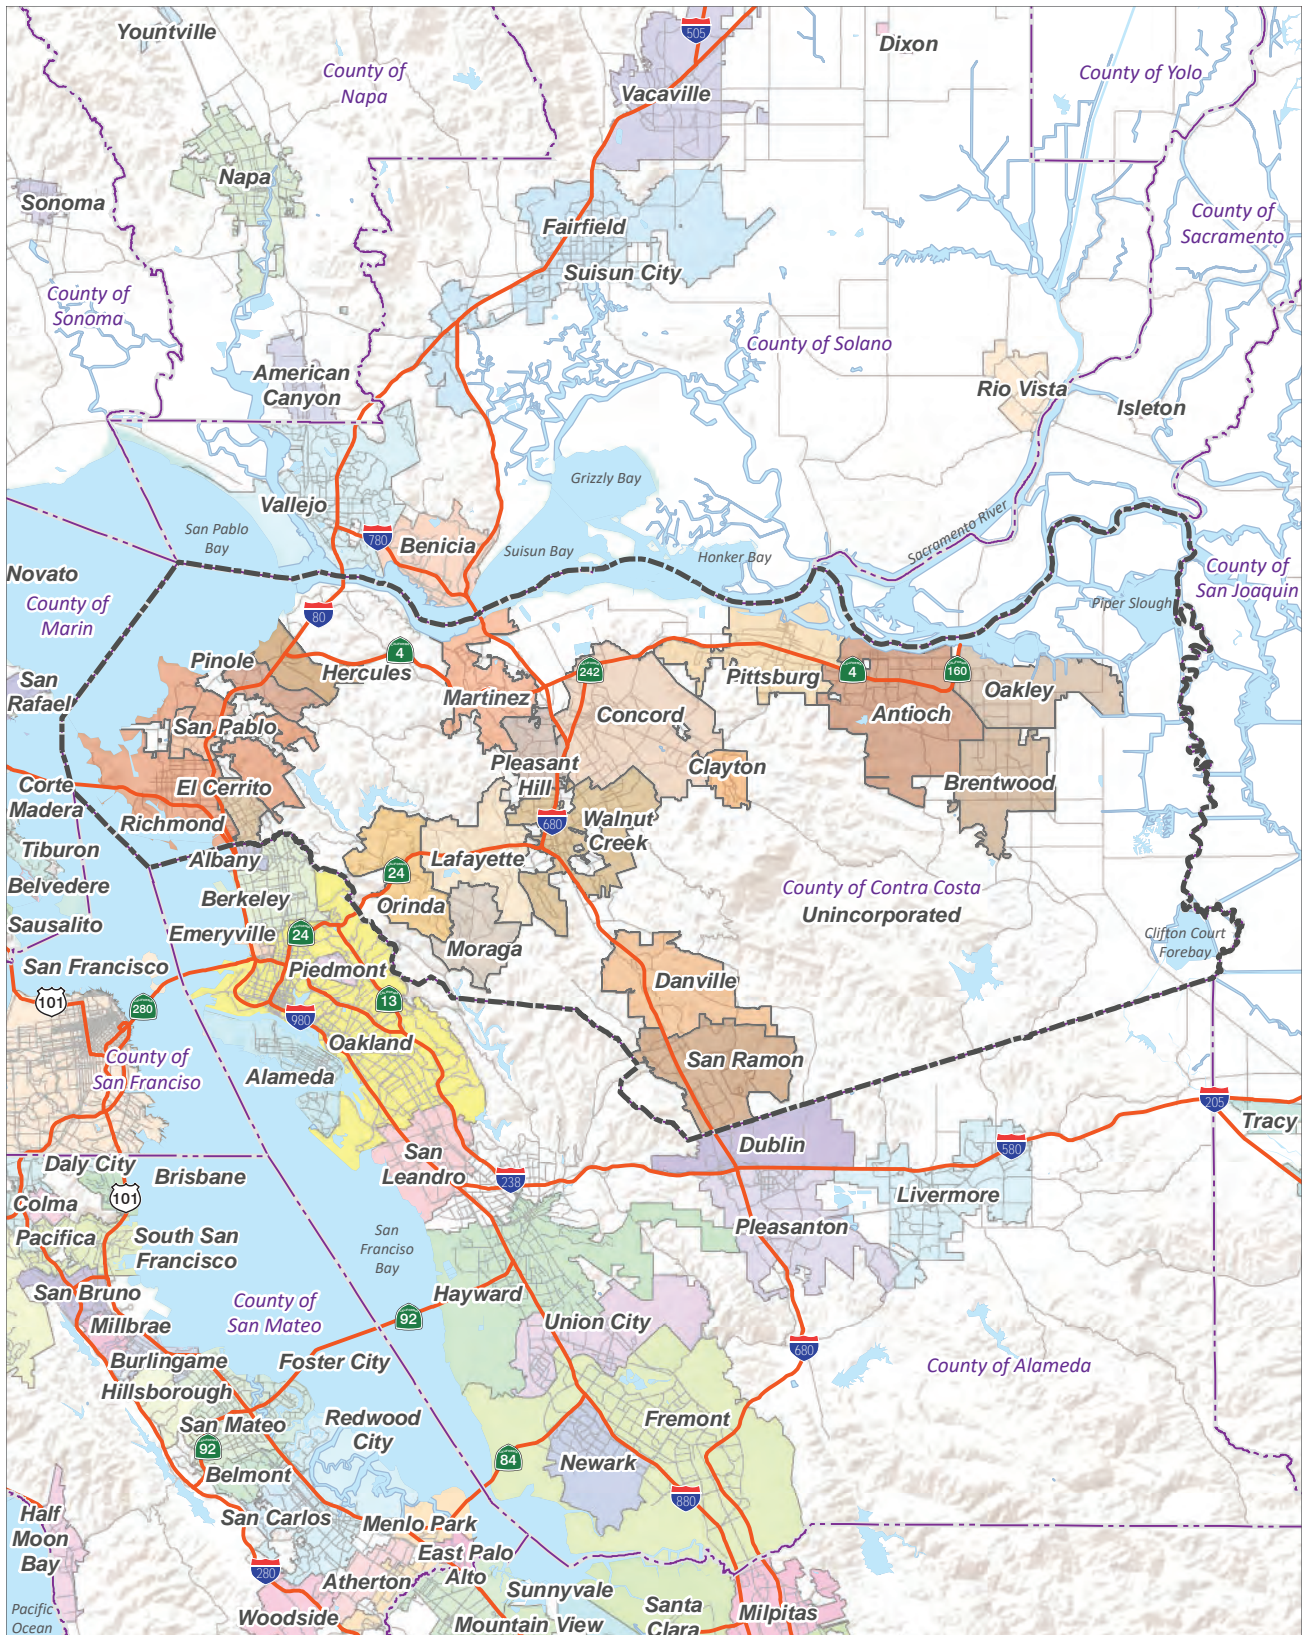 Yountville
505
Dixon
County of
Napa
County of Yolo
Vacaville
Napa
Sonoma
County of
Sacramento
Fairfield
Suisun City
County of
Sonoma
County of Solano
American
Canyon
Rio Vista
Isleton
Grizzly Bay
Vallejo
San Pablo
Bay
780
Benicia
Suisun Bay
Honker Bay
Sacramento River
Novato
County of
Marin
County of
San Joaquin
80
Piper Slough
Pinole
4
Hercules
242
4
160
San
Rafael
Martinez
Pittsburg
Oakley
San Pablo
Concord
Antioch
Pleasant
Hill
Clayton
Corte
Madera
El Cerrito
Brentwood
Richmond
680
Walnut
Creek
Tiburon
Albany
Lafayette
Belvedere
24
County of Contra Costa
Unincorporated
Berkeley
Orinda
Sausalito
Emeryville
24
Moraga
Clifton Court
Forebay
San Francisco
Piedmont
Danville
101
280
13
980
Oakland
County of
San Franciso
San Ramon
Alameda
205
Tracy
580
Dublin
San
Leandro
Daly City
Brisbane
238
Livermore
101
Colma
Pacifica
South San
Francisco
San
Franciso
Bay
Pleasanton
San Bruno
Hayward
County of
San Mateo
92
Union City
Millbrae
680
Burlingame
Foster City
County of Alameda
Hillsborough
San Mateo
Redwood
City
Fremont
92
84
Newark
Belmont
880
Half
Moon
Bay
San Carlos
Menlo Park
East Palo
Alto
280
Atherton
Sunnyvale
Pacific
Ocean
Woodside
Mountain View
Santa
Clara
Milpitas